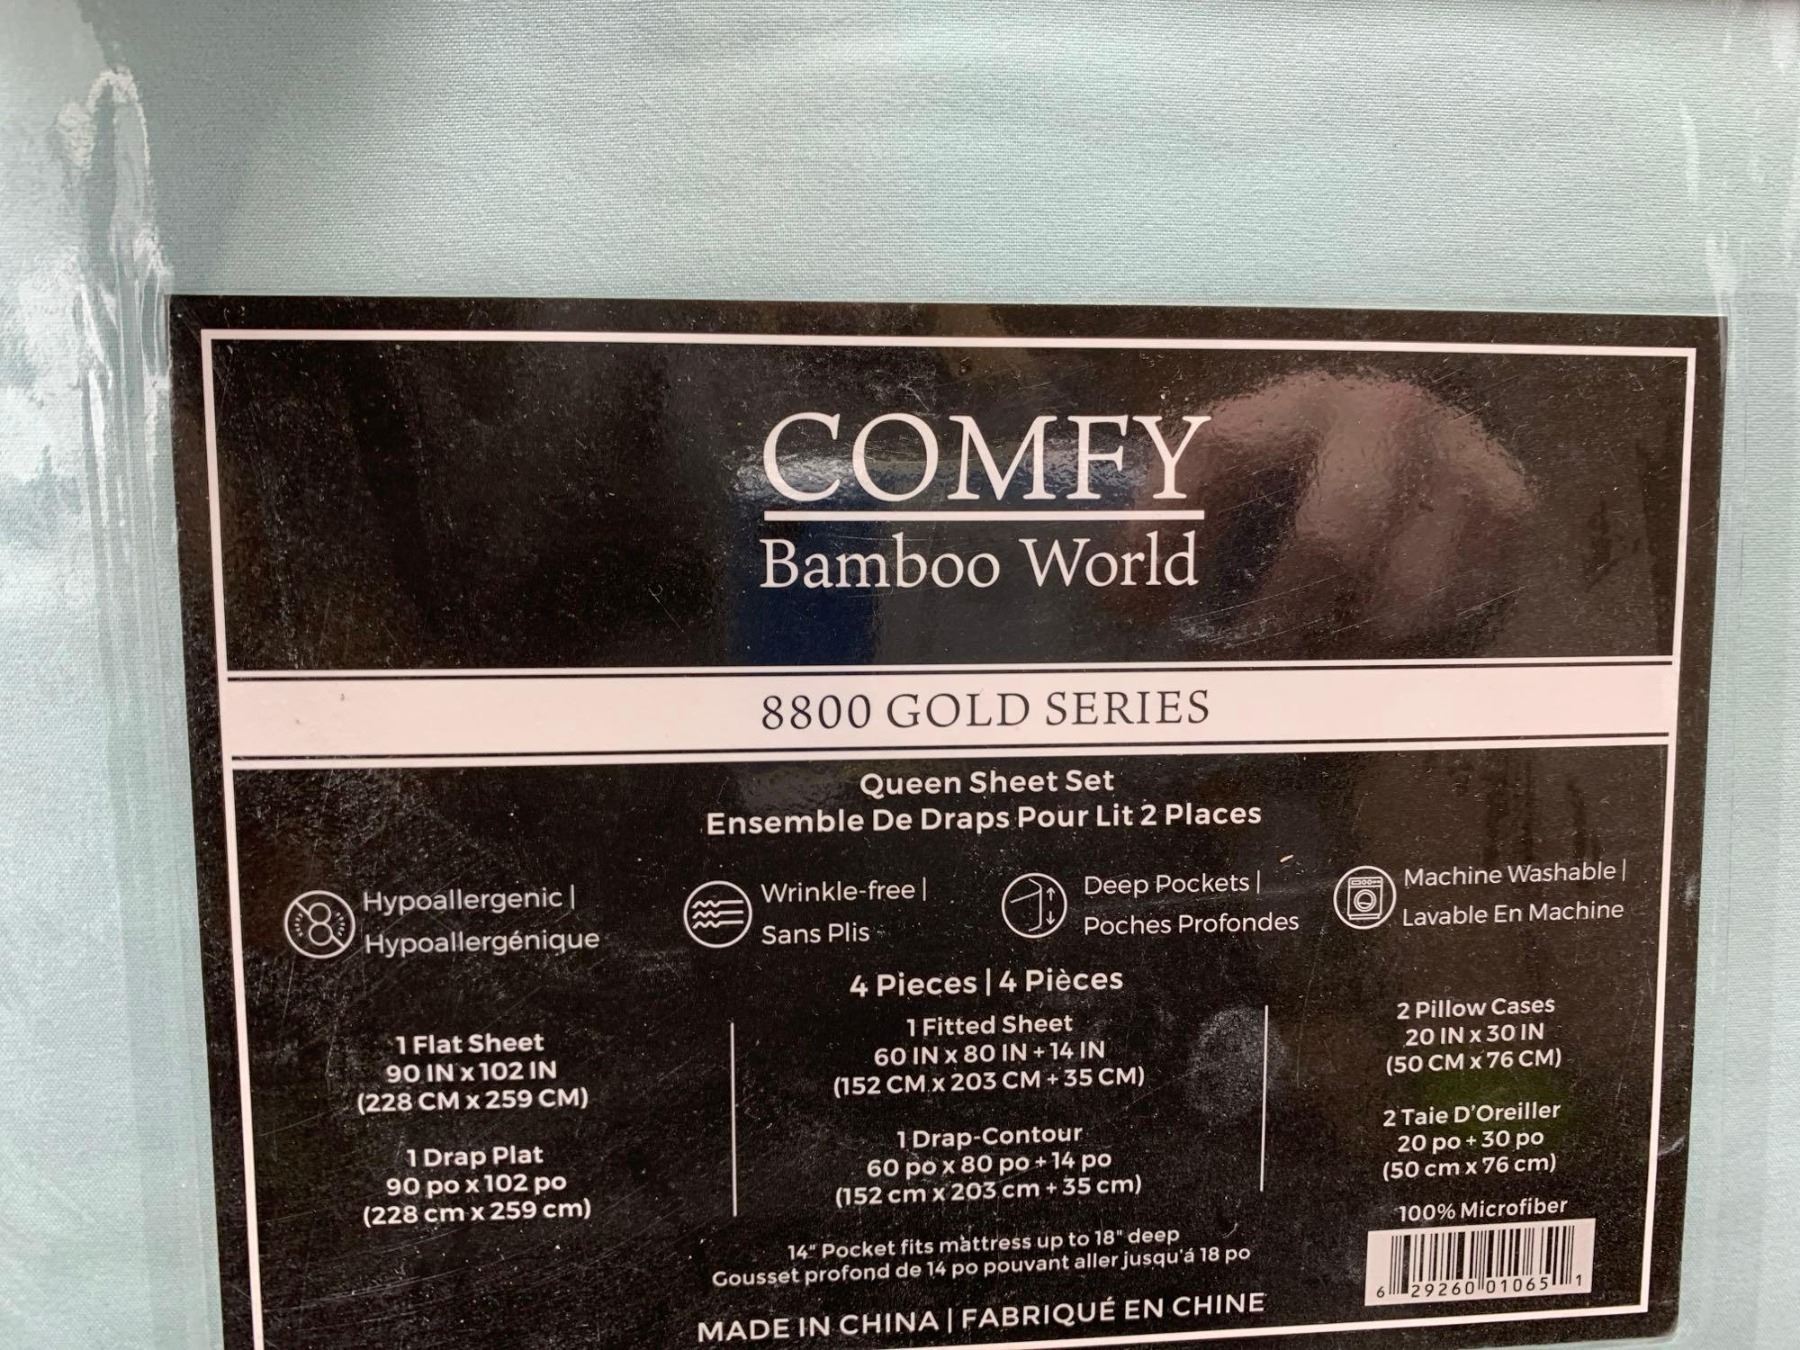 COMFY
Bamboo World
8800 GOLD SERIES
Queen Sheet Set
Ensemble De Draps Pour Lit 2 Places
Hypoallergenic |
Hypoallergénique
Wrinkle-free |
Sans Plis
Deep Pockets |
Poches Profondes
Machine Washable |
Lavable En Machine
4 Pieces | 4 Pièces
1 Flat Sheet
90 IN x 102 IN
(228 CM x 259 CM)
1 Drap Plat
90 po x 102 po
(228 cm x 259 cm)
1 Fitted Sheet
60 IN x 80 IN + 14 IN
(152 CM x 203 CM + 35 CM)
1 Drap-Contour
60 po x 80 po + 14 po
(152 cm x 203 cm + 35 cm)
2 Pillow Cases
20 IN x 30 IN
(50 CM x 76 CM)
2 Taie D'Oreiller
20 po + 30 po
(50 cm x 76 cm)
100% Microfiber
14" Pocket fits mattress up to 18" deep
Gousset profond de 14 po pouvant aller jusqu'á 18 po
MADE IN CHINA | FABRIQUÉ EN CHINE
6 29260 01065 1